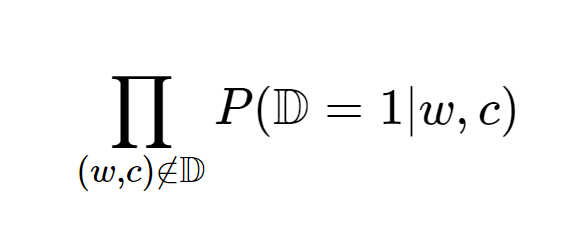 ∏ P(𝔻 = 1|w, c)
(w,c)∉𝔻